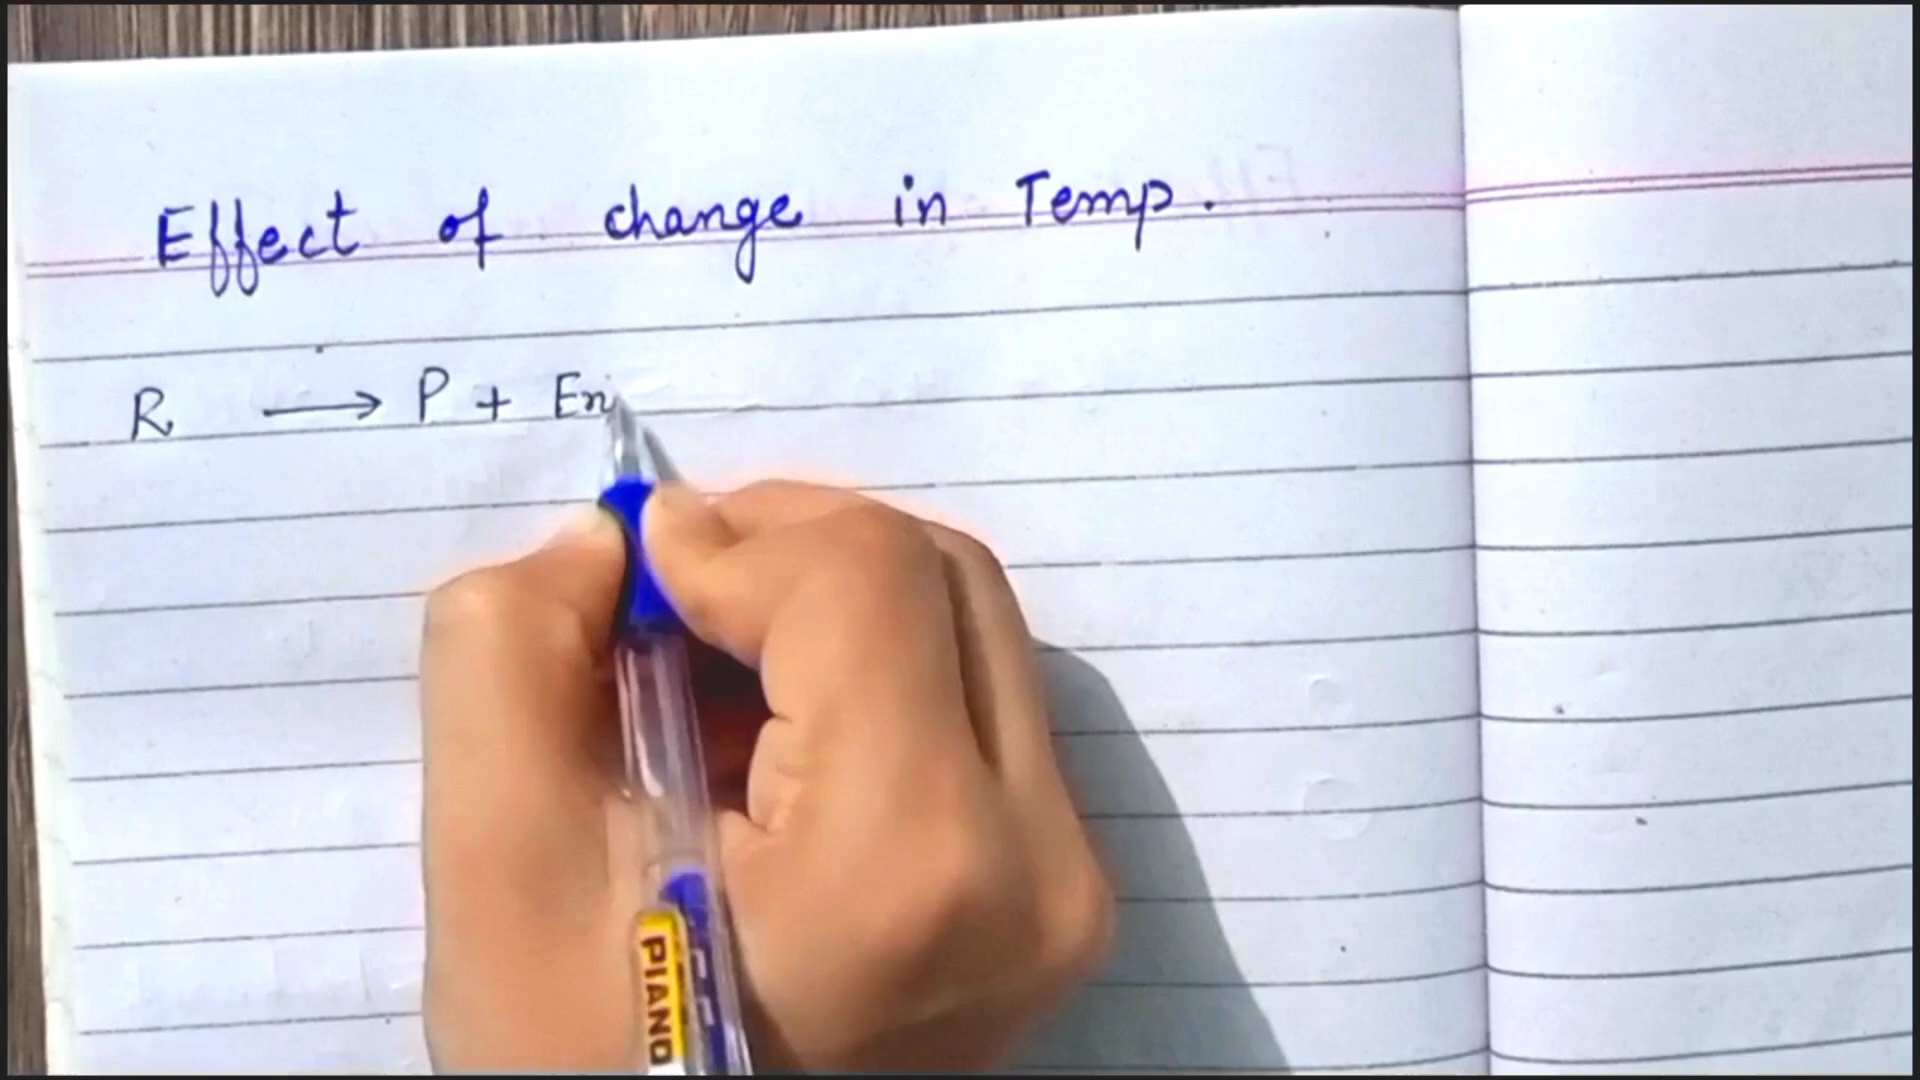 Effect of change in Temp.
R ⟶ P + En
PIANO